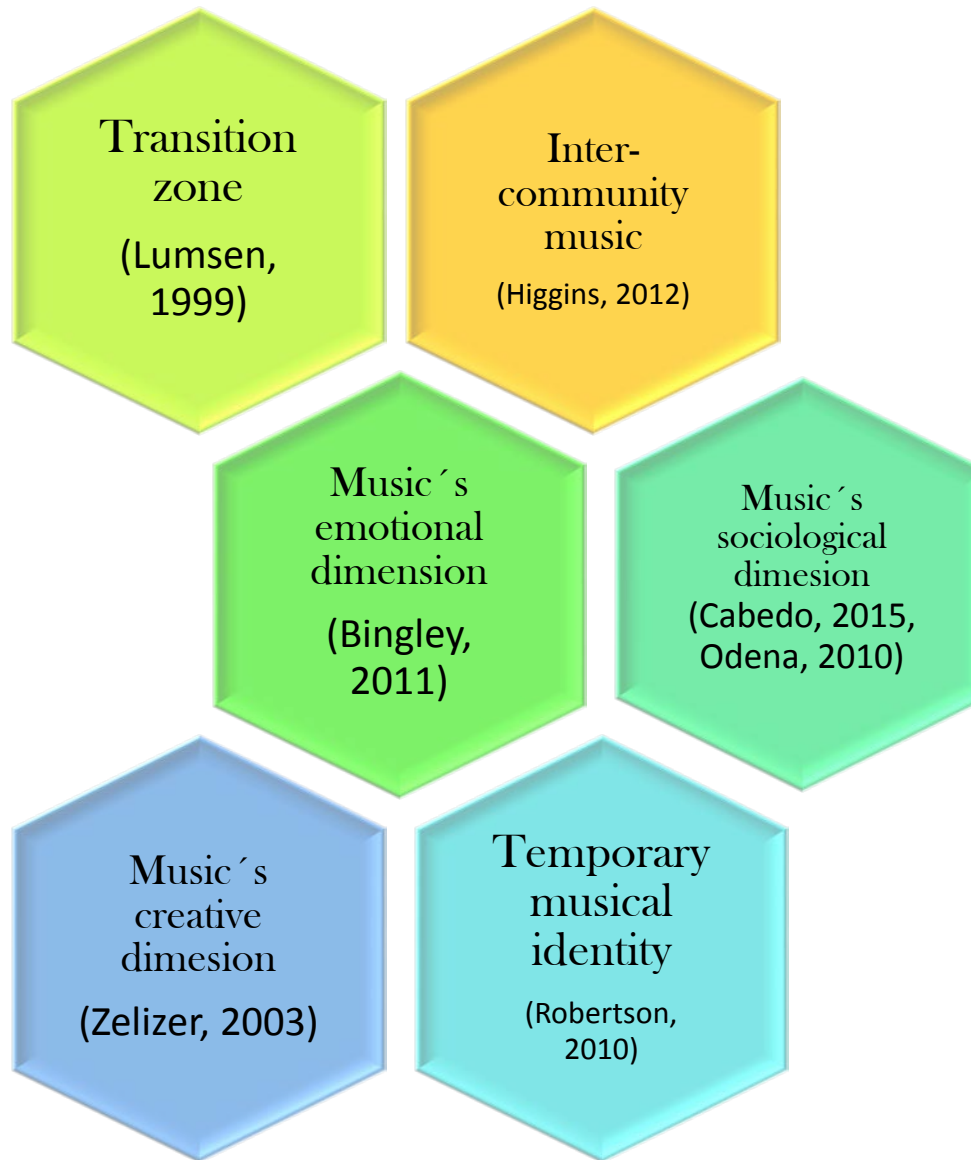 Transition
zone
(Lumsen,
1999)
Inter-
community
music
(Higgins, 2012)
Music´s
emotional
dimension
(Bingley,
2011)
Music´s
sociological
dimesion
(Cabedo, 2015,
Odena, 2010)
Music´s
creative
dimesion
(Zelizer, 2003)
Temporary
musical
identity
(Robertson,
2010)